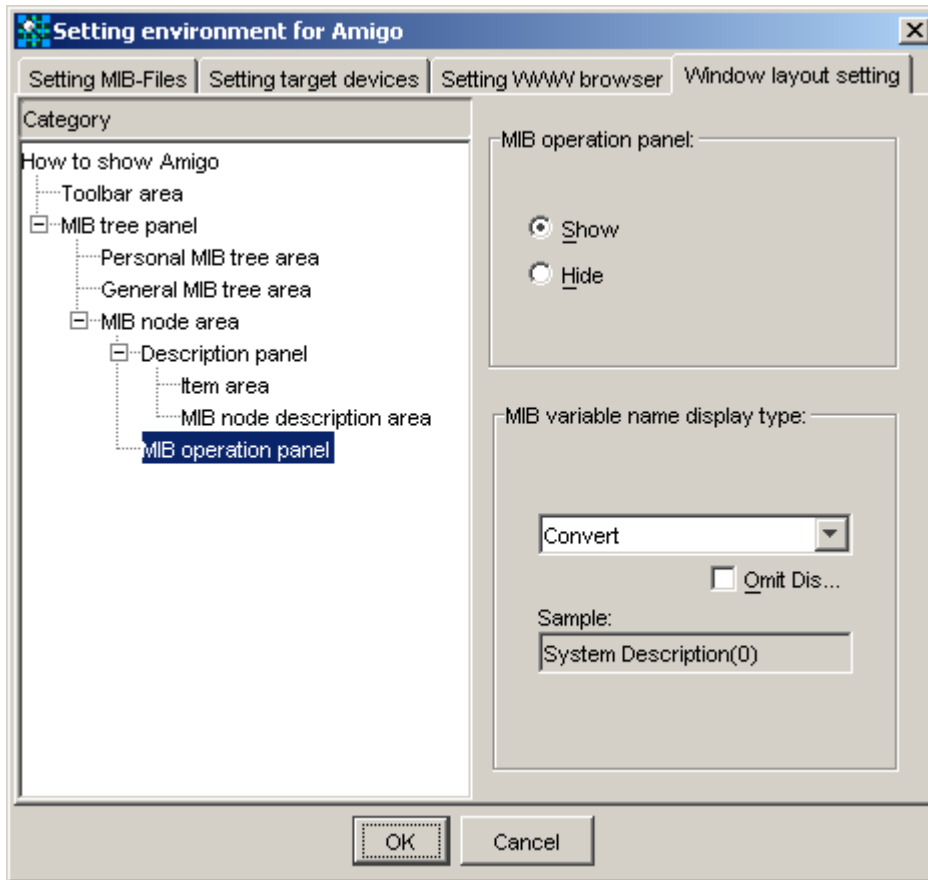 Setting environment for Amigo
Setting MIB-Files
Setting target devices
Setting WWW browser
Window layout setting
Category
How to show Amigo
Toolbar area
MIB tree panel
Personal MIB tree area
General MIB tree area
MIB node area
Description panel
Item area
MIB node description area
MIB operation panel
MIB operation panel:
Show
Hide
MIB variable name display type:
Convert
Omit Dis...
Sample:
System Description(0)
OK
Cancel